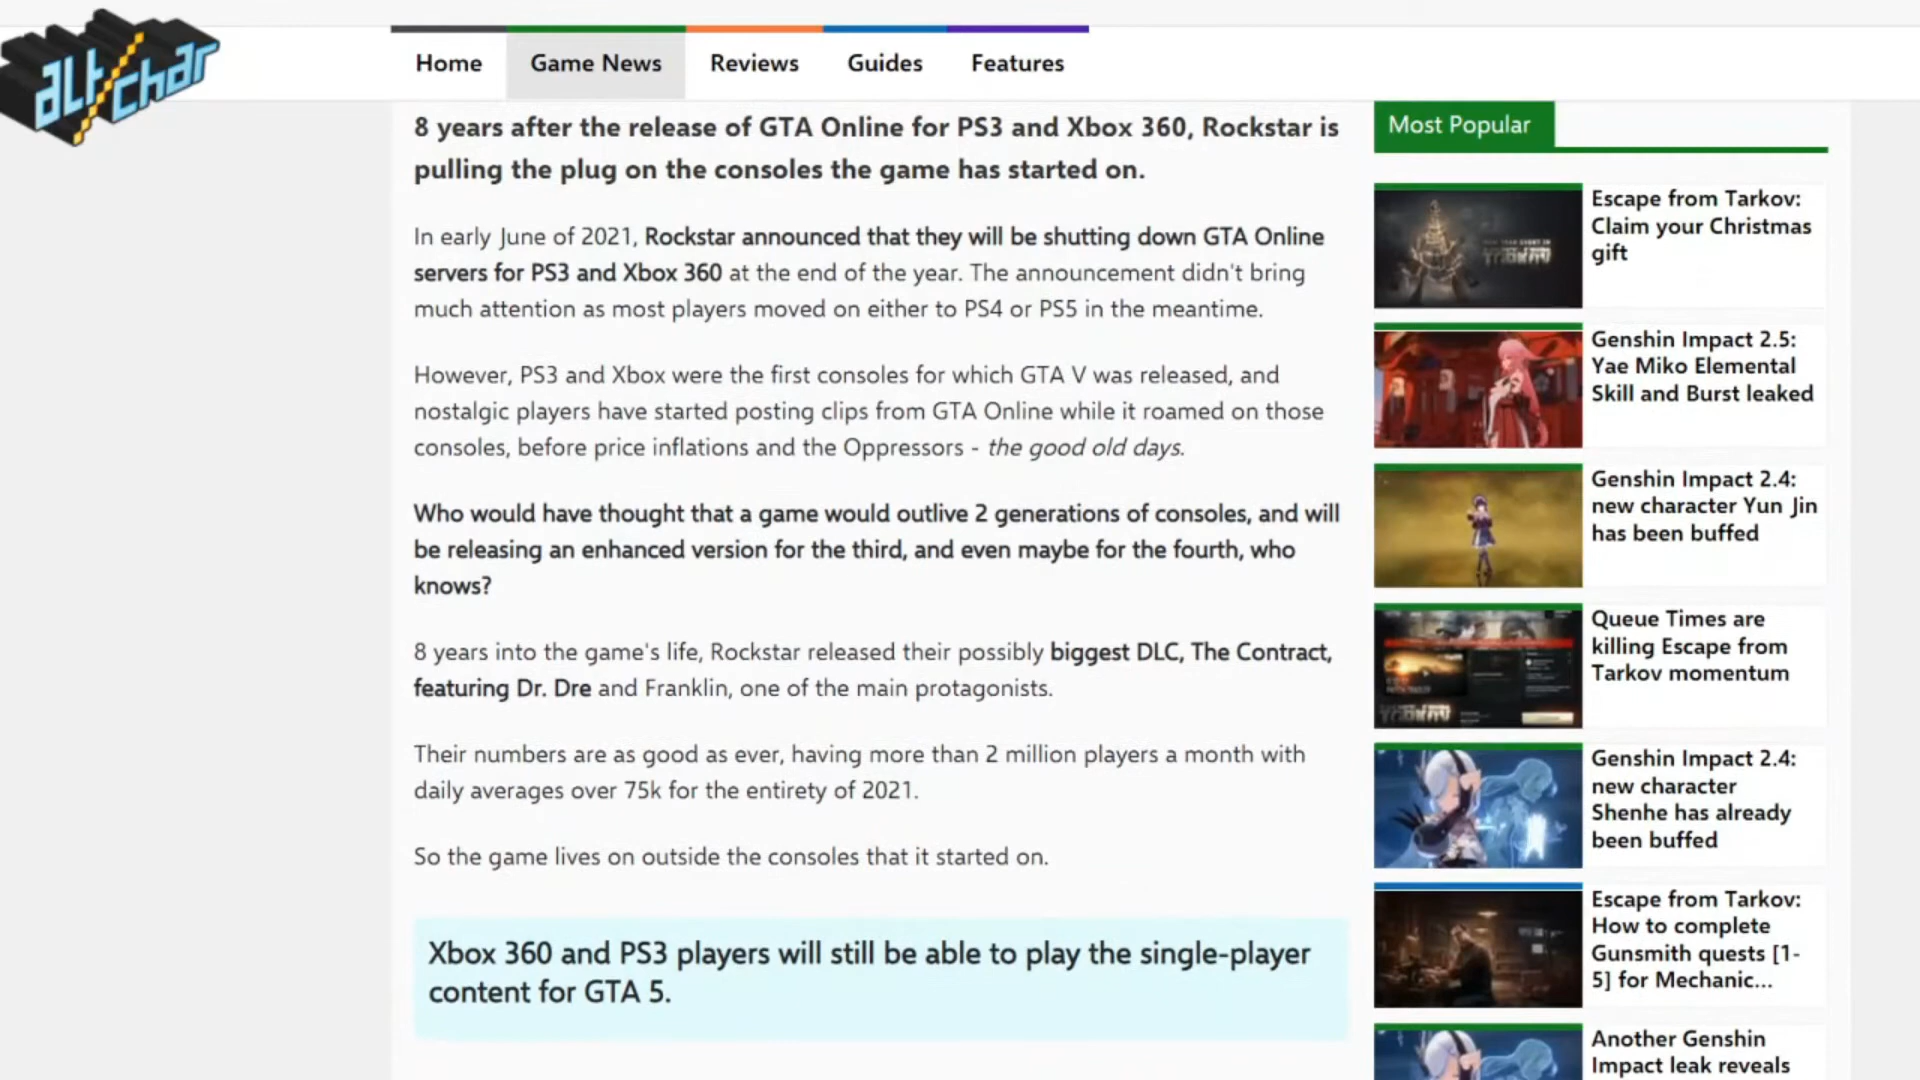 alt/char
Home
Game News
Reviews
Guides
Features
8 years after the release of GTA Online for PS3 and Xbox 360, Rockstar is
pulling the plug on the consoles the game has started on.
In early June of 2021, Rockstar announced that they will be shutting down GTA Online
servers for PS3 and Xbox 360 at the end of the year. The announcement didn't bring
much attention as most players moved on either to PS4 or PS5 in the meantime.
However, PS3 and Xbox were the first consoles for which GTA V was released, and
nostalgic players have started posting clips from GTA Online while it roamed on those
consoles, before price inflations and the Oppressors - the good old days.
Who would have thought that a game would outlive 2 generations of consoles, and will
be releasing an enhanced version for the third, and even maybe for the fourth, who
knows?
8 years into the game's life, Rockstar released their possibly biggest DLC, The Contract,
featuring Dr. Dre and Franklin, one of the main protagonists.
Their numbers are as good as ever, having more than 2 million players a month with
daily averages over 75k for the entirety of 2021.
So the game lives on outside the consoles that it started on.
Xbox 360 and PS3 players will still be able to play the single-player
content for GTA 5.
Most Popular
Escape from Tarkov:
Claim your Christmas
gift
Genshin Impact 2.5:
Yae Miko Elemental
Skill and Burst leaked
Genshin Impact 2.4:
new character Yun Jin
has been buffed
Queue Times are
killing Escape from
Tarkov momentum
Genshin Impact 2.4:
new character
Shenhe has already
been buffed
Escape from Tarkov:
How to complete
Gunsmith quests [1-
5] for Mechanic...
Another Genshin
Impact leak reveals